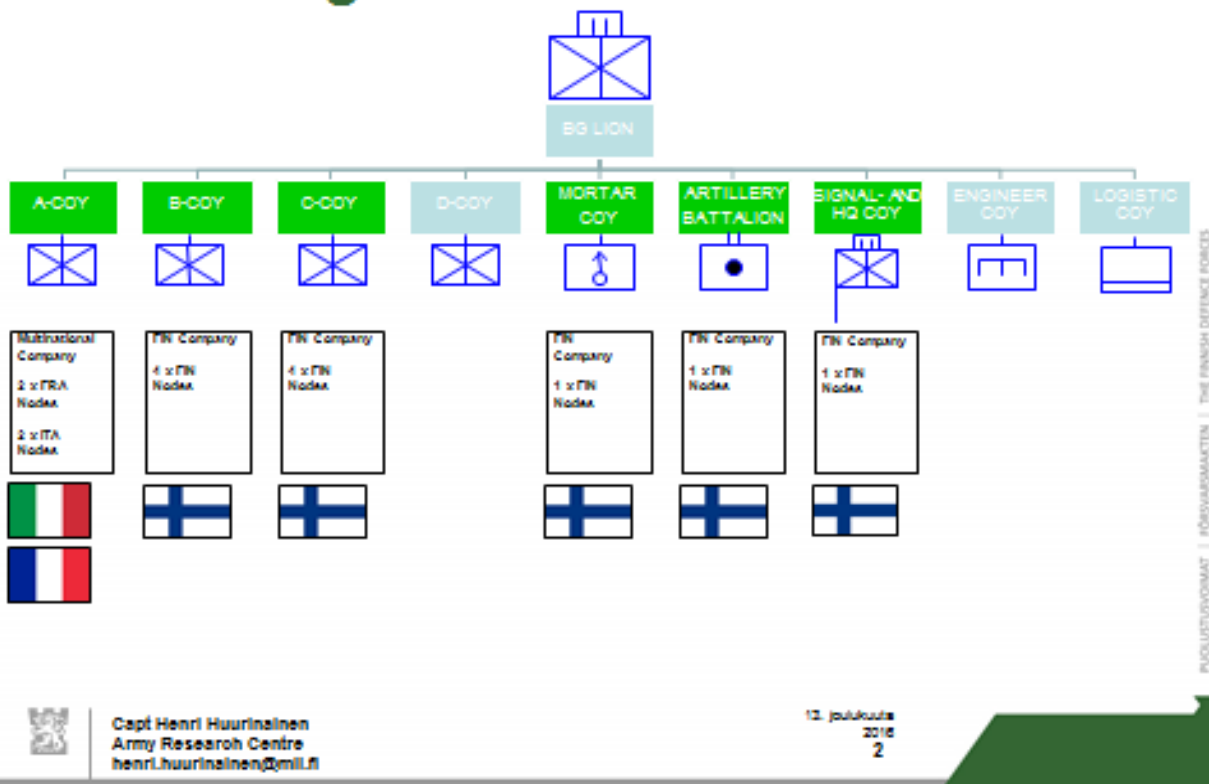 BG LION
A-COY
B-COY
C-COY
D-COY
MORTAR
COY
ARTILLERY
BATTALION
SIGNAL- AND
HQ COY
ENGINEER
COY
LOGISTIC
COY
Multinational
Company
2 x FRA
Nodes
2 x ITA
Nodes
FIN Company
4 x FIN
Nodes
FIN Company
4 x FIN
Nodes
FIN
Company
1 x FIN
Nodes
FIN Company
1 x FIN
Nodes
FIN Company
1 x FIN
Nodes
PUOLUSTUSVOIMAT | FÖRSVARSMAKTEN | THE FINNISH DEFENCE FORCES
Capt Henri Huurinainen
Army Research Centre
henri.huurinainen@mil.fi
joulukuuta
2016
2